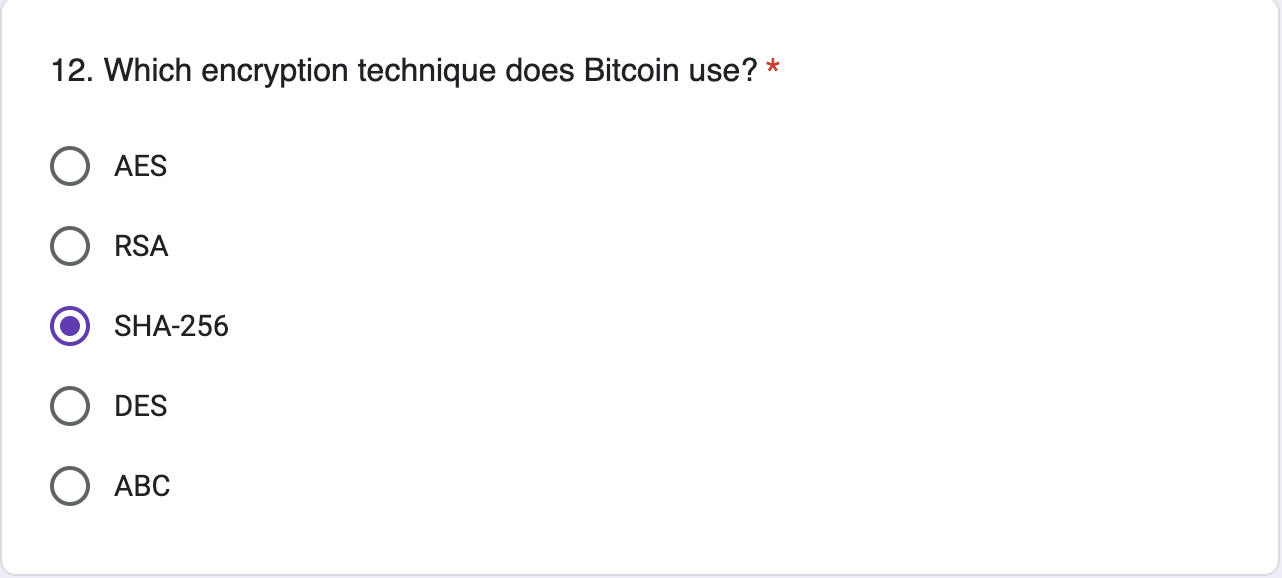 12. Which encryption technique does Bitcoin use? *
AES
RSA
SHA-256
DES
ABC